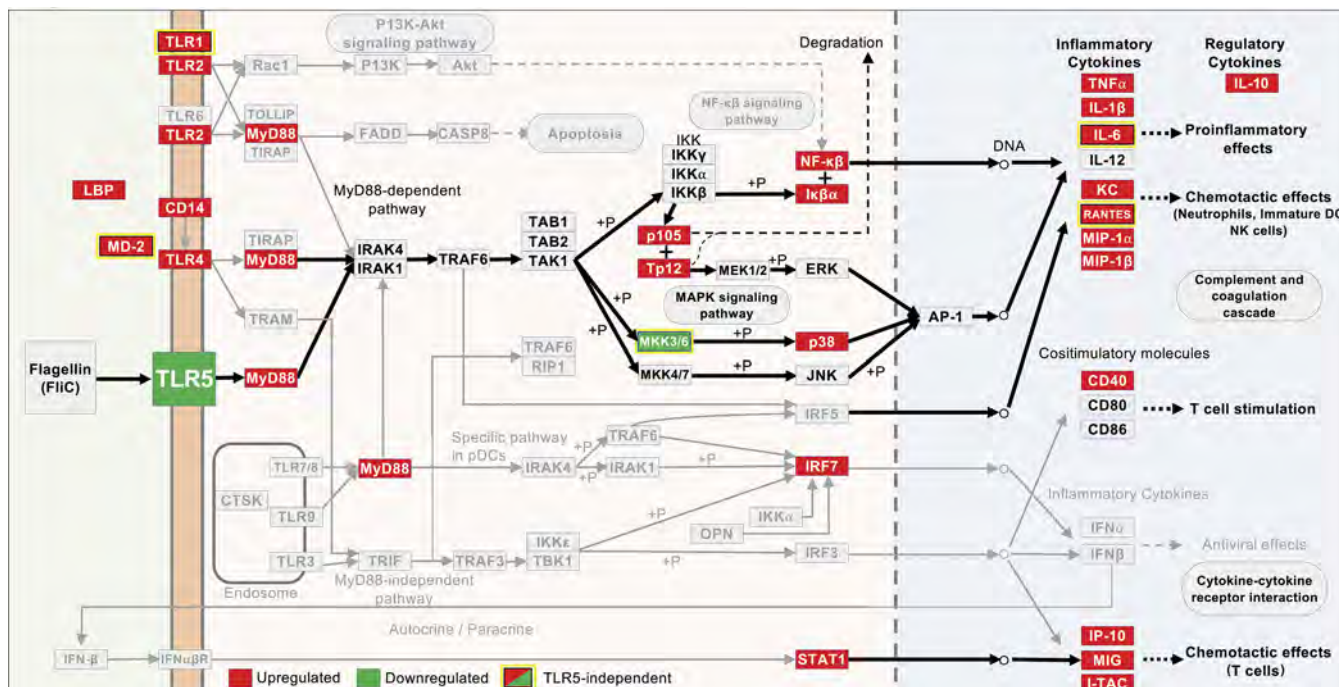 P13K-Akt
signaling pathway
TLR1
TLR2
Rac1
P13K
Akt
Degradation
Inflammatory
Cytokines
Regulatory
Cytokines
TNFα
IL-10
IL-1β
IL-6
Proinflammatory
effects
IL-12
TLR6
TLR2
TOLLIP
MyD88
TIRAP
FADD
CASP8
Apoptosia
NF-κβ signaling
pathway
IKK
IKKγ
IKKα
IKKβ
+P
NF-κβ
+
Iκβα
DNA
LBP
CD14
MD-2
TLR4
TIRAP
MyD88
TRAM
MyD88-dependent
pathway
IRAK4
IRAK1
TRAF6
TAB1
TAB2
TAK1
+P
p105
+
Tp12
MEK1/2
+P
ERK
MAPK signaling
pathway
+P
+P
MKK3/6
+P
p38
MKK4/7
+P
JNK
+P
AP-1
KC
RANTES
MIP-1α
MIP-1β
Chemotactic effects
(Neutrophils, Immature DC
NK cells)
Complement and
coagulation
cascade
Flagellin
(FliC)
TLR5
MyD88
TRAF6
RIP1
IRF5
Cositimulatory molecules
CD40
CD80
CD86
T cell stimulation
TLR7/8
CTSK
TLR9
TLR3
Endosome
MyD88
Specific pathway
in pDCs
IRAK4
+P
TRAF6
+P
IRAK1
+P
IRF7
IKKα
OPN
TRIF
TRAF3
IKKε
TBK1
+P
+P
IRF3
MyD88-independent
pathway
Inflammatory Cytokines
IFNα
IFNβ
Antiviral effects
Cytokine-cytokine
receptor interaction
Autocrine / Paracrine
IFN-β
IFNαβR
STAT1
IP-10
MIG
I-TAC
Chemotactic effects
(T cells)
Upregulated
Downregulated
TLR5-independent